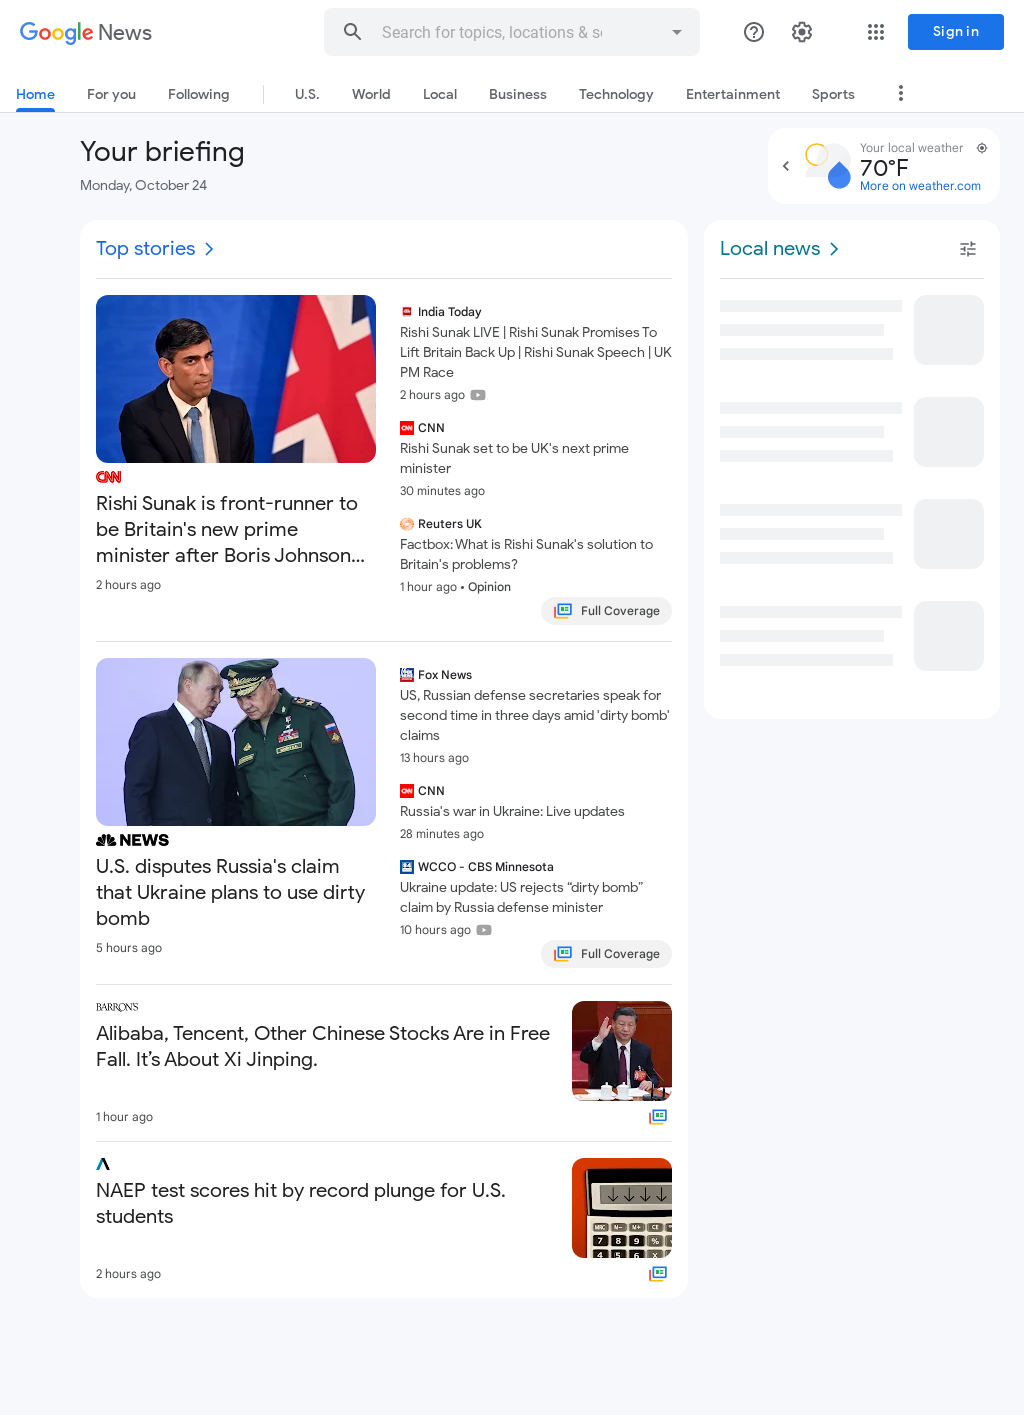 Google News
Search for topics, locations & s
Sign in
Home
For you
Following
U.S.
World
Local
Business
Technology
Entertainment
Sports
Your briefing
Monday, October 24
Your local weather
70°F
More on weather.com
Top stories
CNN
Rishi Sunak is front-runner to
be Britain's new prime
minister after Boris Johnson...
2 hours ago
India Today
Rishi Sunak LIVE | Rishi Sunak Promises To
Lift Britain Back Up | Rishi Sunak Speech | UK
PM Race
2 hours ago
CNN
CNN
Rishi Sunak set to be UK's next prime
minister
30 minutes ago
Reuters UK
Factbox: What is Rishi Sunak's solution to
Britain's problems?
1 hour ago • Opinion
Full Coverage
NEWS
U.S. disputes Russia's claim
that Ukraine plans to use dirty
bomb
5 hours ago
Fox News
US, Russian defense secretaries speak for
second time in three days amid 'dirty bomb'
claims
13 hours ago
CNN
CNN
Russia's war in Ukraine: Live updates
28 minutes ago
WCCO - CBS Minnesota
Ukraine update: US rejects “dirty bomb”
claim by Russia defense minister
10 hours ago
Full Coverage
BARRON'S
Alibaba, Tencent, Other Chinese Stocks Are in Free
Fall. It’s About Xi Jinping.
1 hour ago
NAEP test scores hit by record plunge for U.S.
students
2 hours ago
MRC M− M+ CE
7 8 9 %
4 5 6 X
Local news